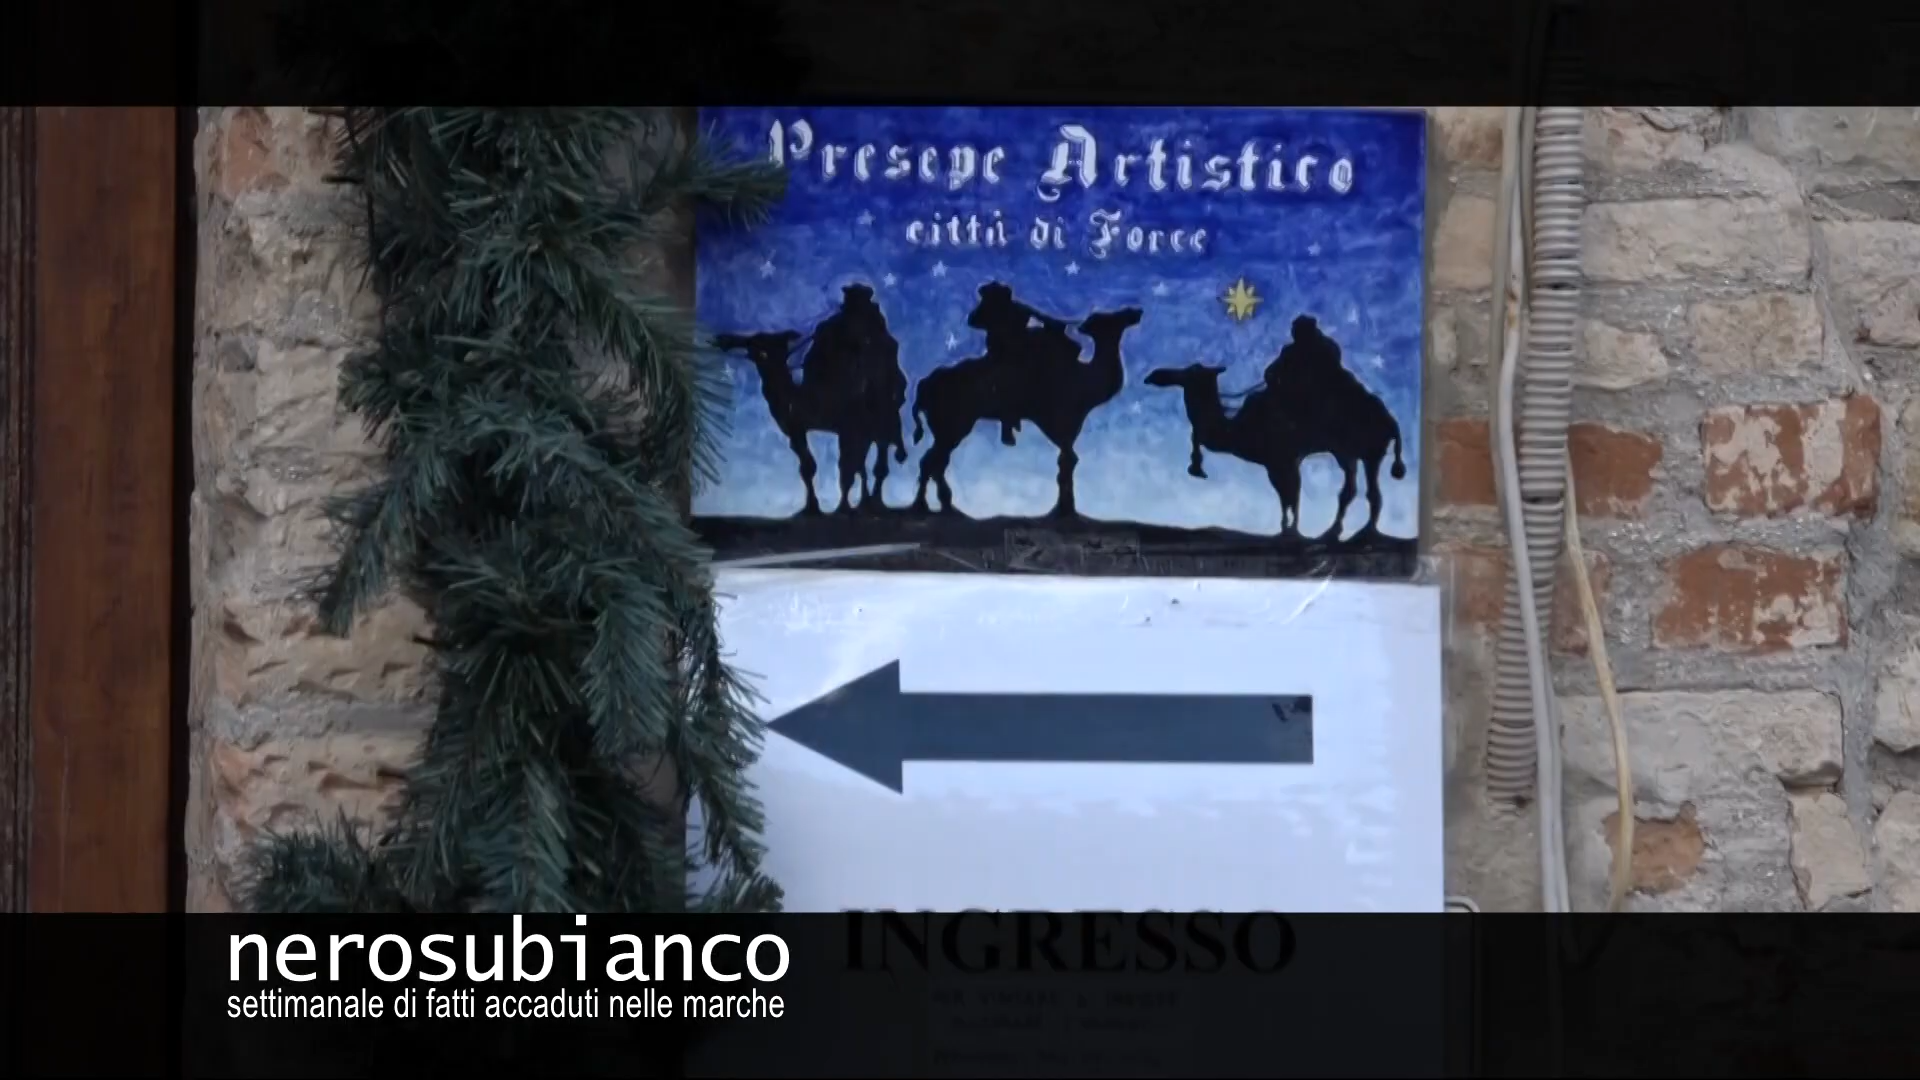 Presepe Artistico
città di Force
INGRESSO
nerosubianco
settimanale di fatti accaduti nelle marche